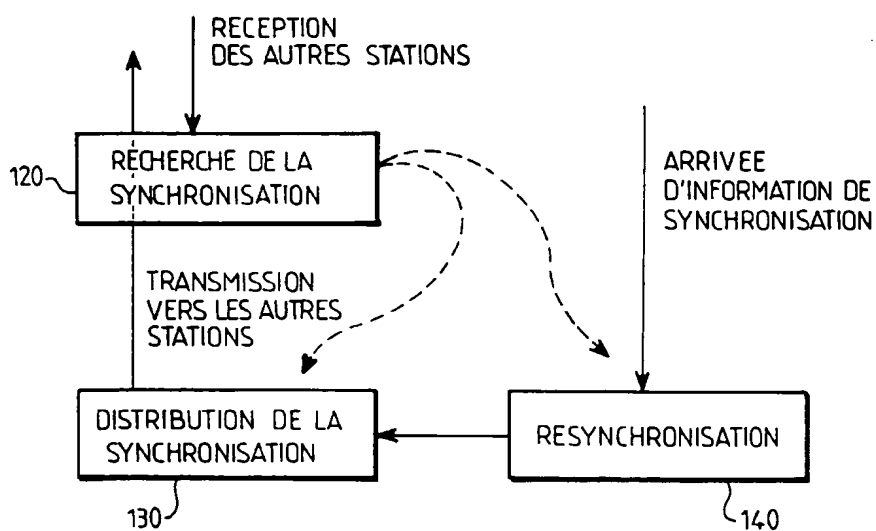 RECEPTION
DES AUTRES STATIONS
RECHERCHE DE LA
SYNCHRONISATION
120
ARRIVEE
D'INFORMATION DE
SYNCHRONISATION
TRANSMISSION
VERS LES AUTRES
STATIONS
DISTRIBUTION DE LA
SYNCHRONISATION
RESYNCHRONISATION
130
140